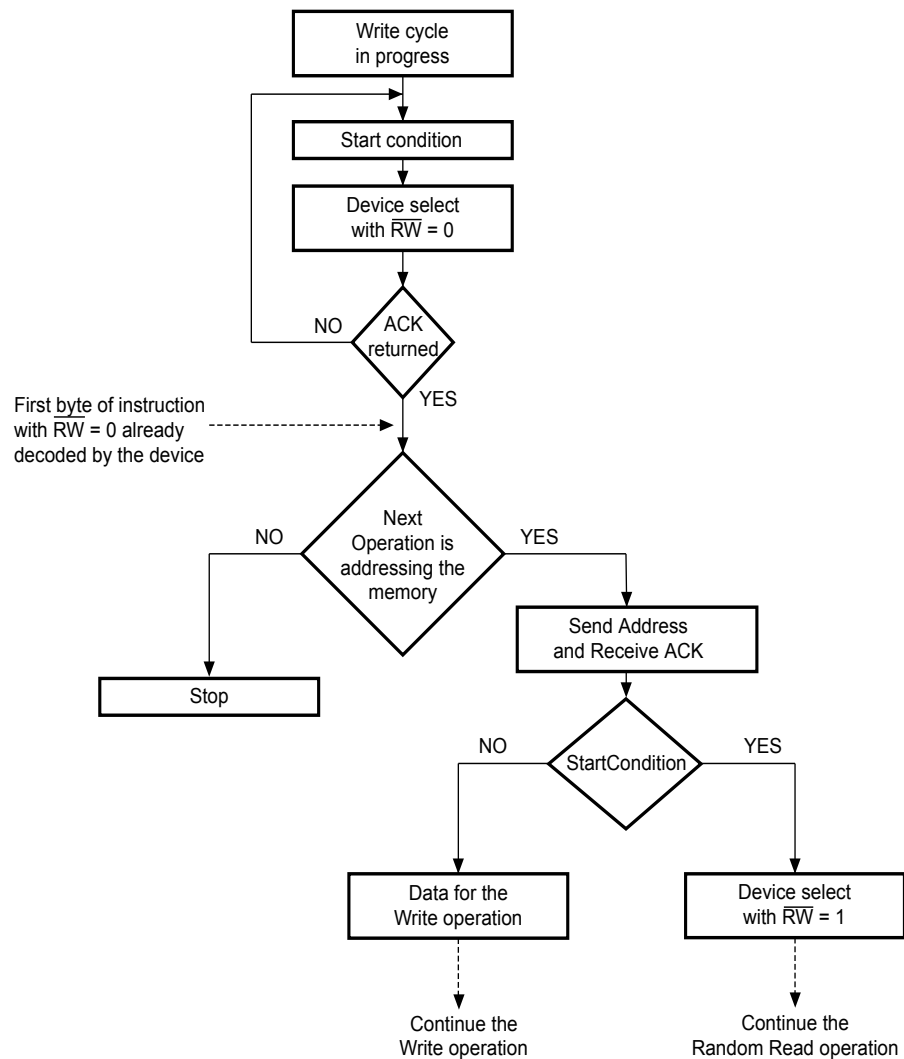 Write cycle
in progress
Start condition
Device select
with R̅W̅ = 0
NO
ACK
returned
YES
First byte of instruction
with R̅W̅ = 0 already
decoded by the device
NO
Next
Operation is
addressing the
memory
YES
Send Address
and Receive ACK
Stop
NO
StartCondition
YES
Data for the
Write operation
Device select
with R̅W̅ = 1
Continue the
Write operation
Continue the
Random Read operation